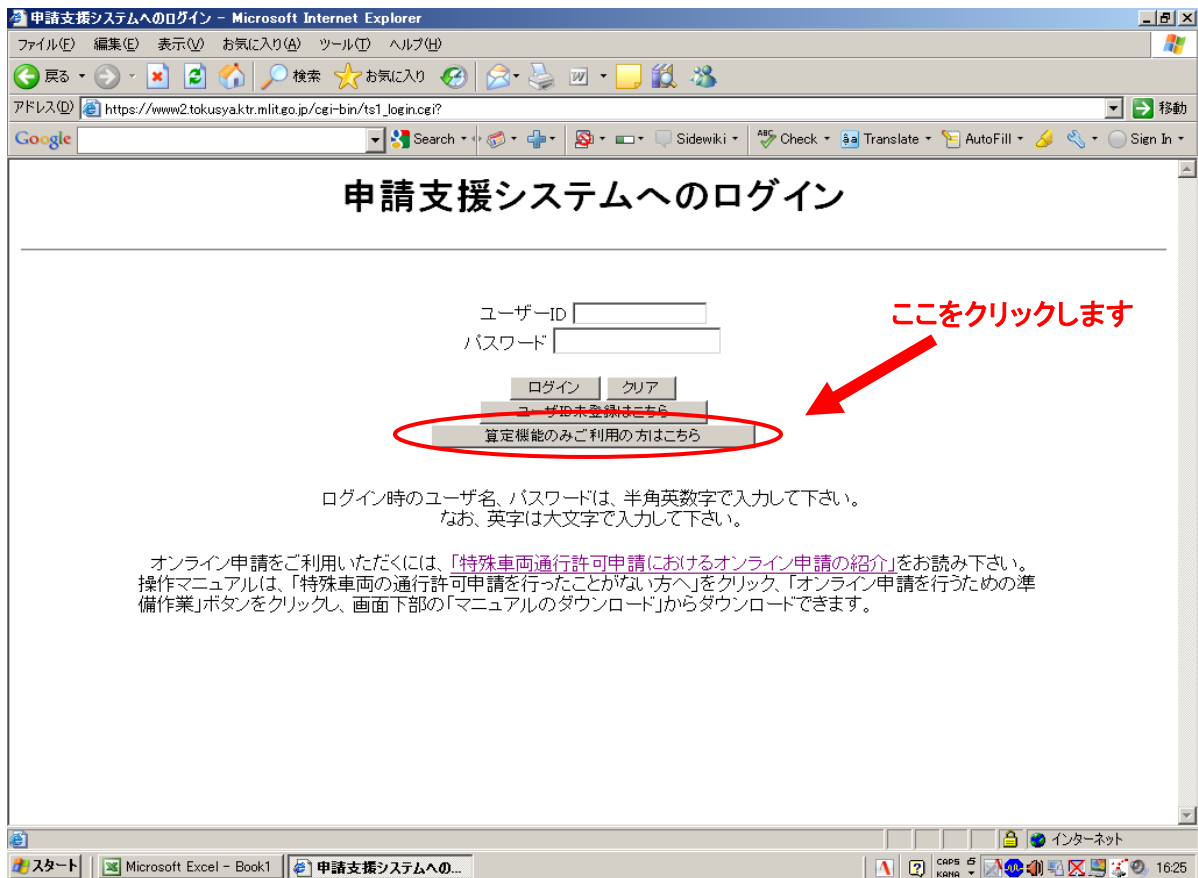 申請支援システムへのログイン - Microsoft Internet Explorer
ファイル(F) 編集(E) 表示(V) お気に入り(A) ツール(T) ヘルプ(H)
戻る 検索 お気に入り
アドレス(D) https://www2.tokusya.ktr.mlit.go.jp/cgi-bin/ts1_login.cgi? 移動
Google Search Sidewiki ABC Check Translate AutoFill Sign In
申請支援システムへのログイン
ユーザーID
ここをクリックします
パスワード
ログイン クリア
ユーザID未登録はこちら
算定機能のみご利用の方はこちら
ログイン時のユーザ名、パスワードは、半角英数字で入力して下さい。
なお、英字は大文字で入力して下さい。
オンライン申請をご利用いただくには、「特殊車両通行許可申請におけるオンライン申請の紹介」をお読み下さい。
操作マニュアルは、「特殊車両の通行許可申請を行ったことがない方へ」をクリック、「オンライン申請を行うための準
備作業」ボタンをクリックし、画面下部の「マニュアルのダウンロード」からダウンロードできます。
インターネット
スタート Microsoft Excel - Book1 申請支援システムへの... A CAPS KANA 16:25